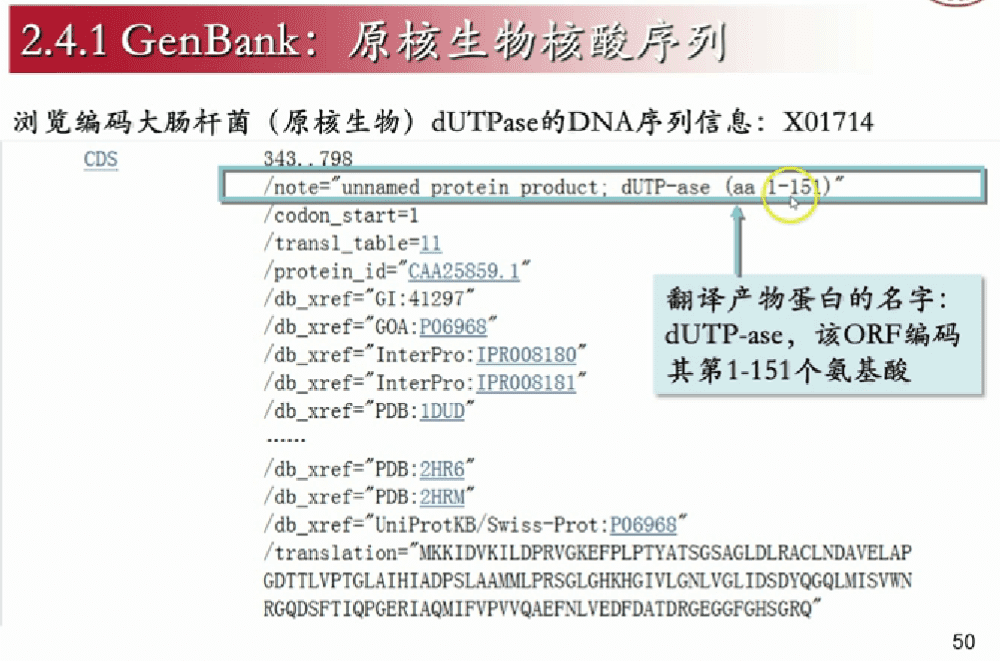 2.4.1 GenBank：原核生物核酸序列
浏览编码大肠杆菌（原核生物）dUTPase的DNA序列信息：X01714
CDS 343..798
/note="unnamed protein product; dUTP-ase (aa 1-151)"
/codon_start=1
/transl_table=11
/protein_id="CAA25859.1"
/db_xref="GI:41297"
/db_xref="GOA:P06968"
/db_xref="InterPro:IPR008180"
/db_xref="InterPro:IPR008181"
/db_xref="PDB:1DUD"
......
/db_xref="PDB:2HR6"
/db_xref="PDB:2HRM"
/db_xref="UniProtKB/Swiss-Prot:P06968"
/translation="MKKIDVKILDPRVGKEFPLPTYATSGSAGLDLRACLNDAVELAP
GDTTLVPTGLAIHIADPSLAAMMLPRSGLGHKHGIVLGNLVGLIDSDYQGQLMISVWN
RGQDSFTIQPGERIAQMIFVPVVQAEFNLVEDFDATDRGEGGFGHSGRQ"
翻译产物蛋白的名字：
dUTP-ase，该ORF编码
其第1-151个氨基酸
50